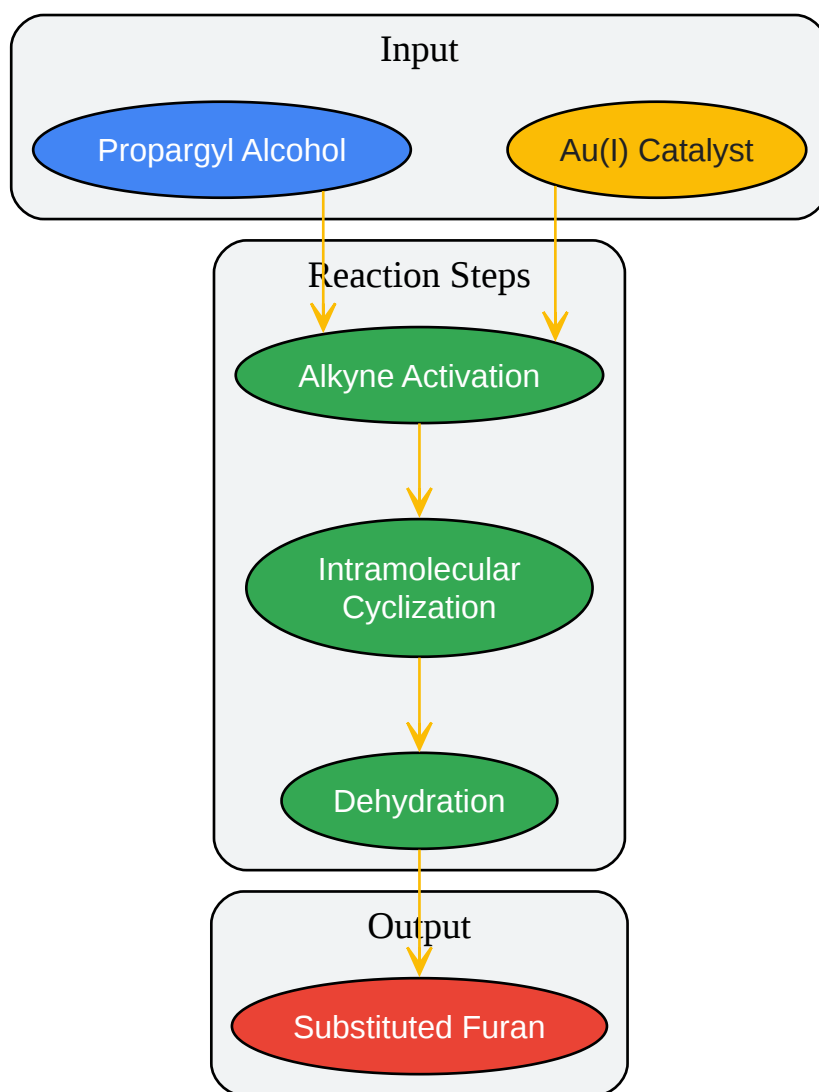 Input
Propargyl Alcohol
Au(I) Catalyst
Reaction Steps
Alkyne Activation
Intramolecular
Cyclization
Dehydration
Output
Substituted Furan